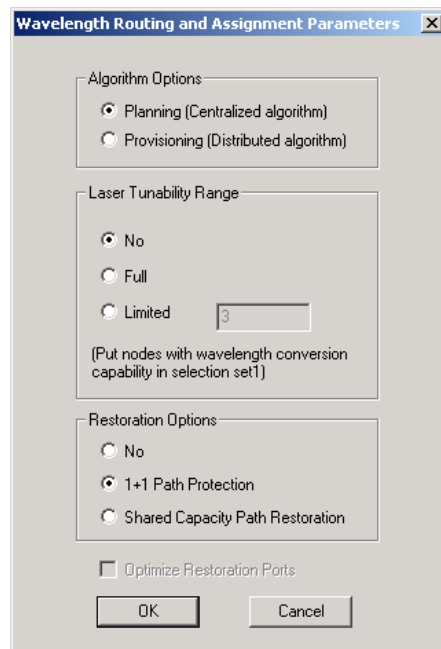 Wavelength Routing and Assignment Parameters
Algorithm Options
Planning (Centralized algorithm)
Provisioning (Distributed algorithm)
Laser Tunability Range
No
Full
Limited 3
(Put nodes with wavelength conversion
capability in selection set1)
Restoration Options
No
1+1 Path Protection
Shared Capacity Path Restoration
Optimize Restoration Ports
OK Cancel